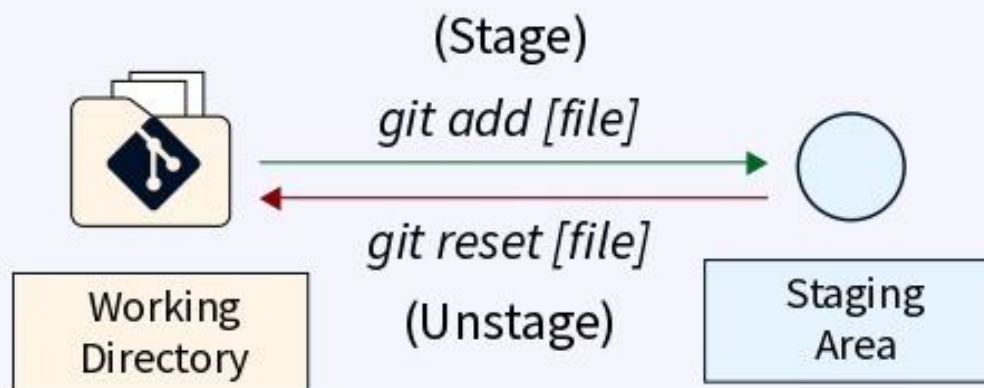 (Stage)
git add [file]
git reset [file]
(Unstage)
Working
Directory
Staging
Area